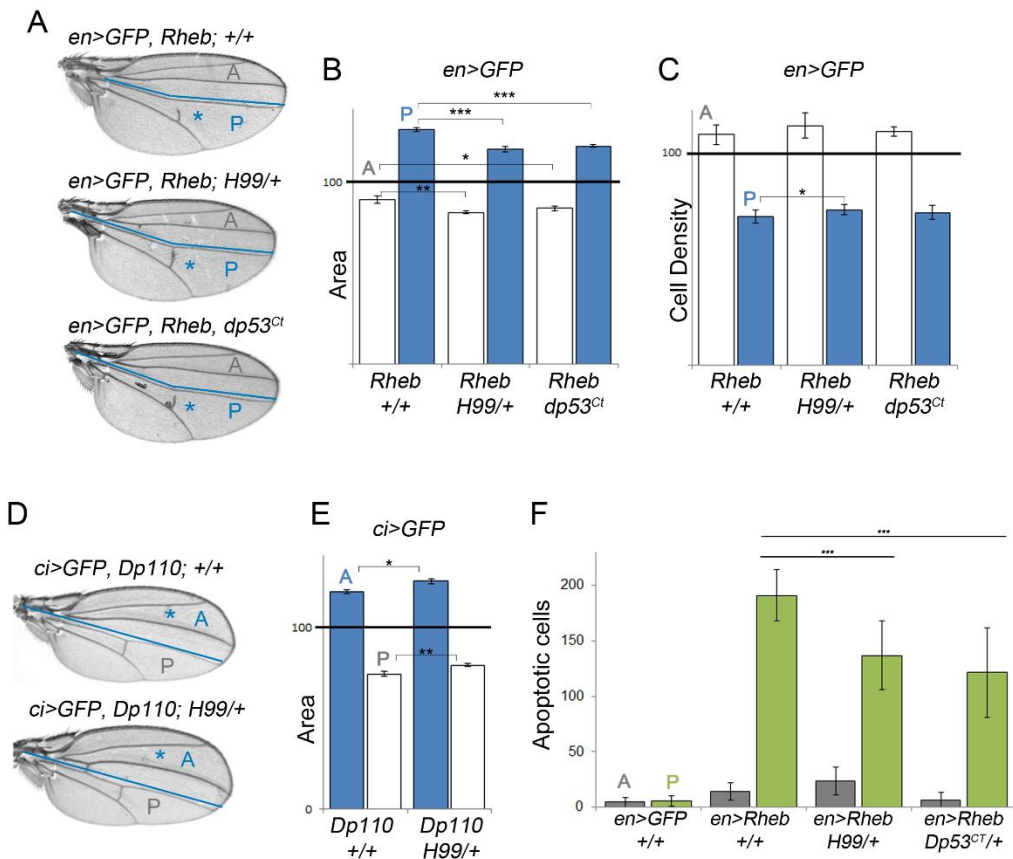 A
en>GFP, Rheb; +/+
A
*
P
en>GFP, Rheb; H99/+
A
*
P
en>GFP, Rheb, dp53Ct
A
*
P
B
en>GFP
***
P
***
A
*
100
**
Area
Rheb
+/+
Rheb
H99/+
Rheb
dp53Ct
C
en>GFP
A
100
P
*
Cell Density
Rheb
+/+
Rheb
H99/+
Rheb
dp53Ct
D
ci>GFP, Dp110; +/+
* A
P
ci>GFP, Dp110; H99/+
* A
P
E
ci>GFP
*
A
100
P
**
Area
0
Dp110
+/+
Dp110
H99/+
F
***
***
200
150
100
50
0
Apoptotic cells
A
P
en>GFP
+/+
en>Rheb
+/+
en>Rheb
H99/+
en>Rheb
Dp53CT/+